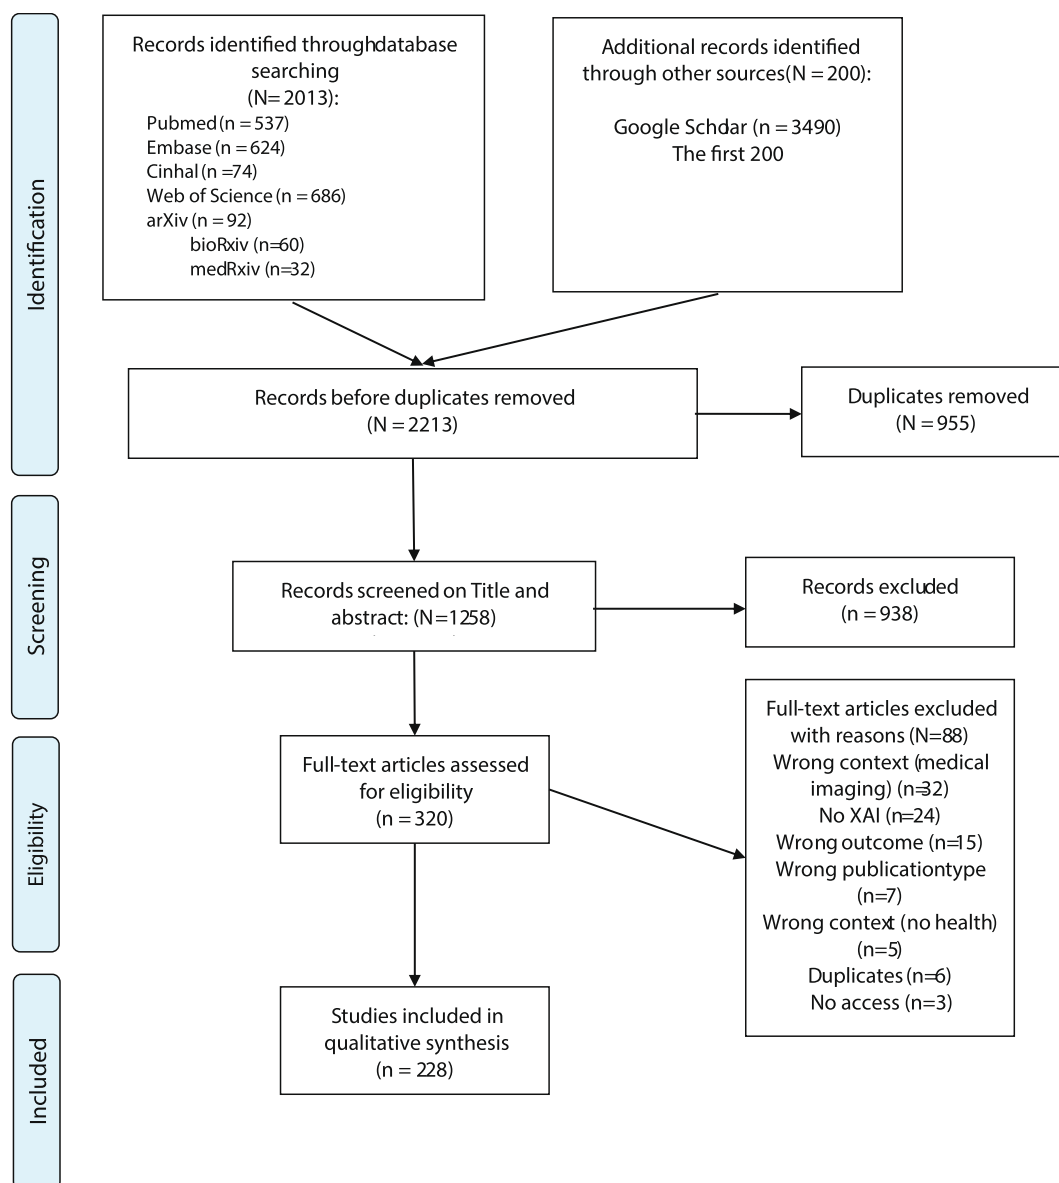 Identification
Records identified throughdatabase
searching
(N= 2013):
Pubmed (n = 537)
Embase (n = 624)
Cinhal (n =74)
Web of Science (n = 686)
arXiv (n = 92)
bioRxiv (n=60)
medRxiv (n=32)
Additional records identified
through other sources(N = 200):
Google Schdar (n = 3490)
The first 200
Records before duplicates removed
(N = 2213)
Duplicates removed
(N = 955)
Screening
Records screened on Title and
abstract: (N=1258)
Records excluded
(n = 938)
Eligibility
Full-text articles assessed
for eligibility
(n = 320)
Full-text articles excluded
with reasons (N=88)
Wrong context (medical
imaging) (n=32)
No XAI (n=24)
Wrong outcome (n=15)
Wrong publicationtype
(n=7)
Wrong context (no health)
(n=5)
Duplicates (n=6)
No access (n=3)
Included
Studies included in
qualitative synthesis
(n = 228)